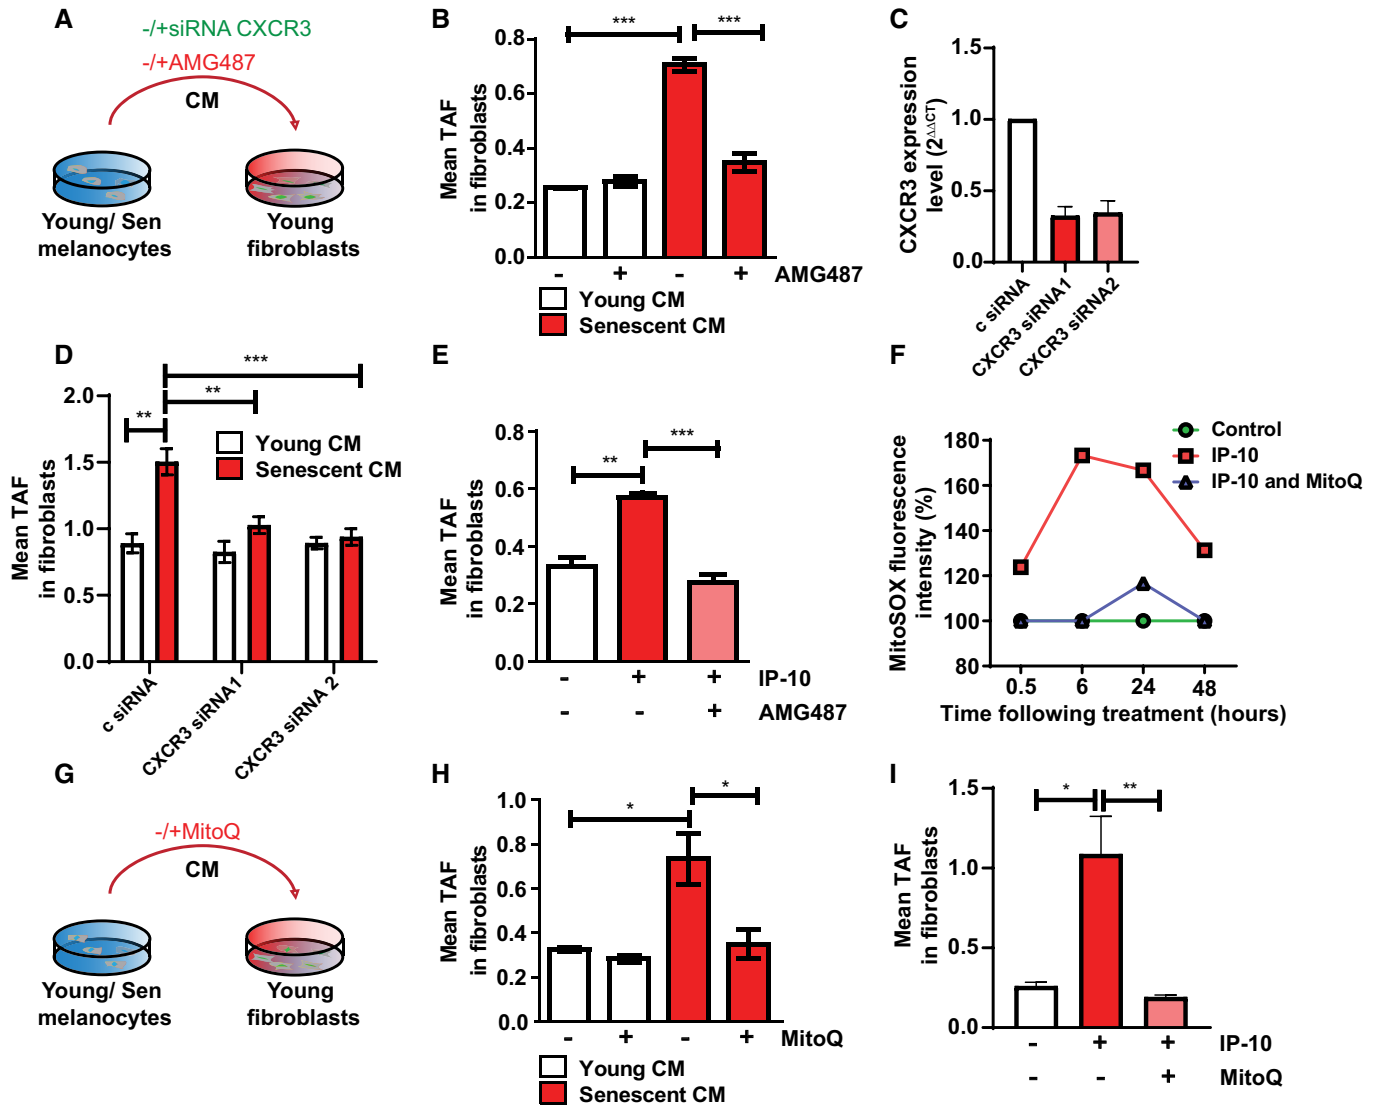 A
-/+siRNA CXCR3
-/+AMG487
CM
Young/ Sen
melanocytes
Young
fibroblasts
B
Mean TAF
in fibroblasts
0.8
0.6
0.4
0.2
0.0
***
***
- + - + AMG487
Young CM
Senescent CM
C
CXCR3 expression
level (2^ΔΔCT)
1.5
1.0
0.5
0.0
c siRNA
CXCR3 siRNA1
CXCR3 siRNA2
D
Mean TAF
in fibroblasts
2.0
1.5
1.0
0.5
0.0
***
**
**
Young CM
Senescent CM
c siRNA
CXCR3 siRNA1
CXCR3 siRNA 2
E
Mean TAF
in fibroblasts
0.8
0.6
0.4
0.2
0.0
**
***
- + + IP-10
- - + AMG487
F
MitoSOX fluorescence
intensity (%)
180
160
140
120
100
80
Control
IP-10
IP-10 and MitoQ
0.5 6 24 48
Time following treatment (hours)
G
-/+MitoQ
CM
Young/ Sen
melanocytes
Young
fibroblasts
H
Mean TAF
in fibroblasts
1.0
0.8
0.6
0.4
0.2
0.0
*
*
- + - + MitoQ
Young CM
Senescent CM
I
Mean TAF
in fibroblasts
1.5
1.0
0.5
0.0
*
**
- + + IP-10
- - + MitoQ